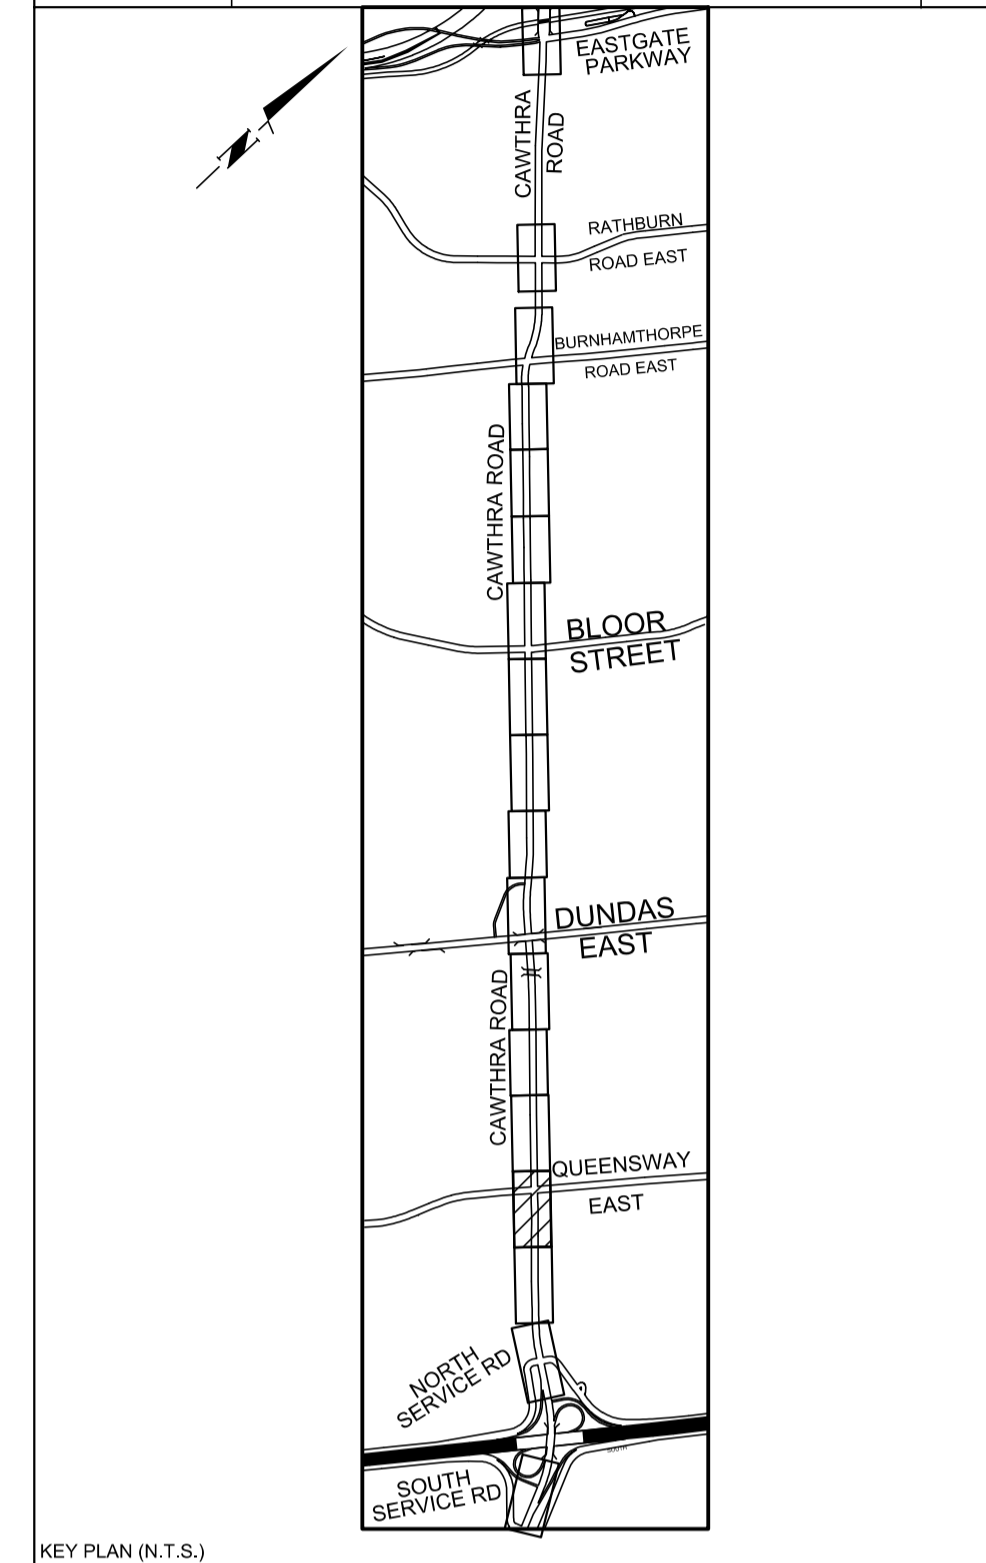 EASTGATE
PARKWAY
CAWTHRA
ROAD
N
RATHBURN
ROAD EAST
BURNHAMTHORPE
ROAD EAST
CAWTHRA ROAD
BLOOR
STREET
DUNDAS
EAST
CAWTHRA ROAD
QUEENSWAY
EAST
NORTH
SERVICE RD
SOUTH
SOUTH
SERVICE RD
KEY PLAN (N.T.S.)